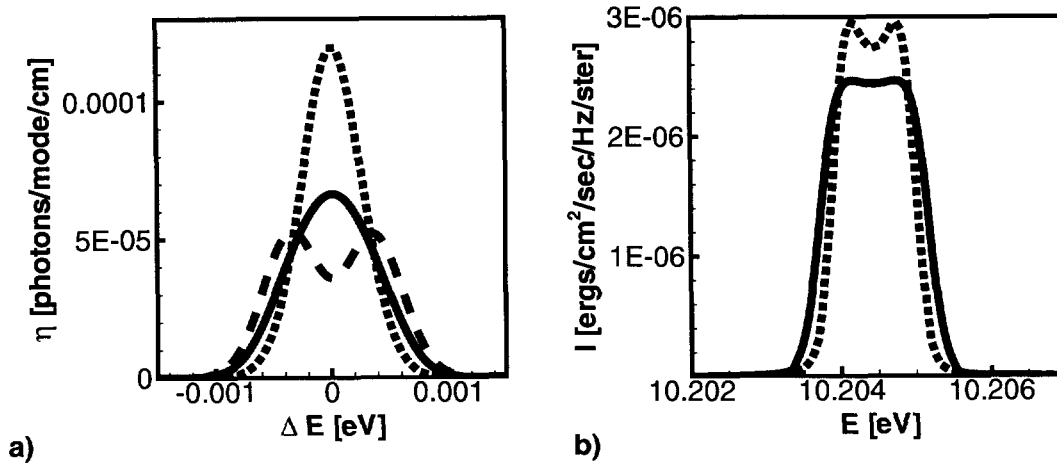 η [photons/mode/cm]
0.0001
5E-05
0
-0.001
0
0.001
Δ E [eV]
a)
I [ergs/cm²/sec/Hz/ster]
3E-06
2E-06
1E-06
10.202
10.204
10.206
E [eV]
b)